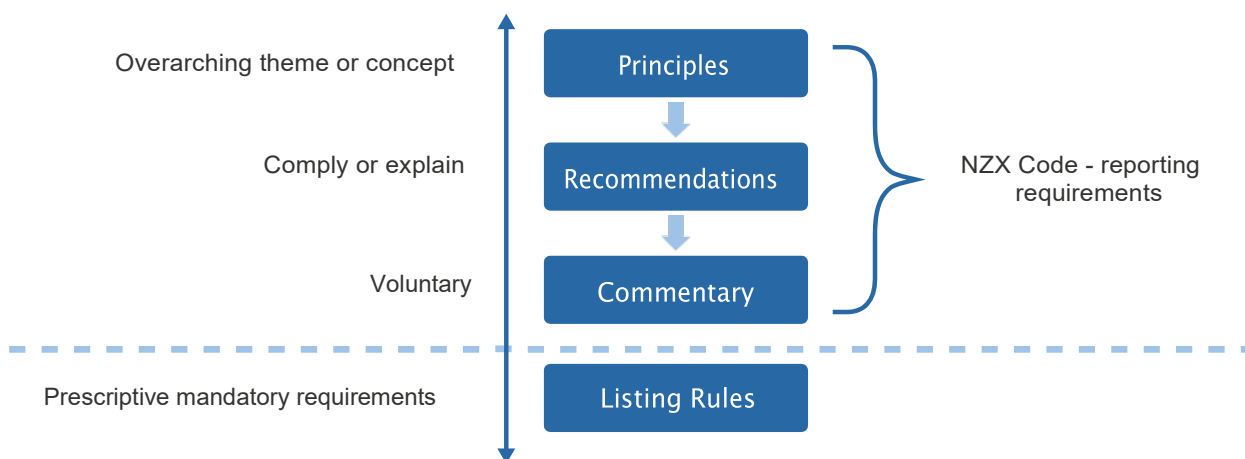 Overarching theme or concept
Principles
Comply or explain
Recommendations
NZX Code - reporting
requirements
Voluntary
Commentary
Prescriptive mandatory requirements
Listing Rules